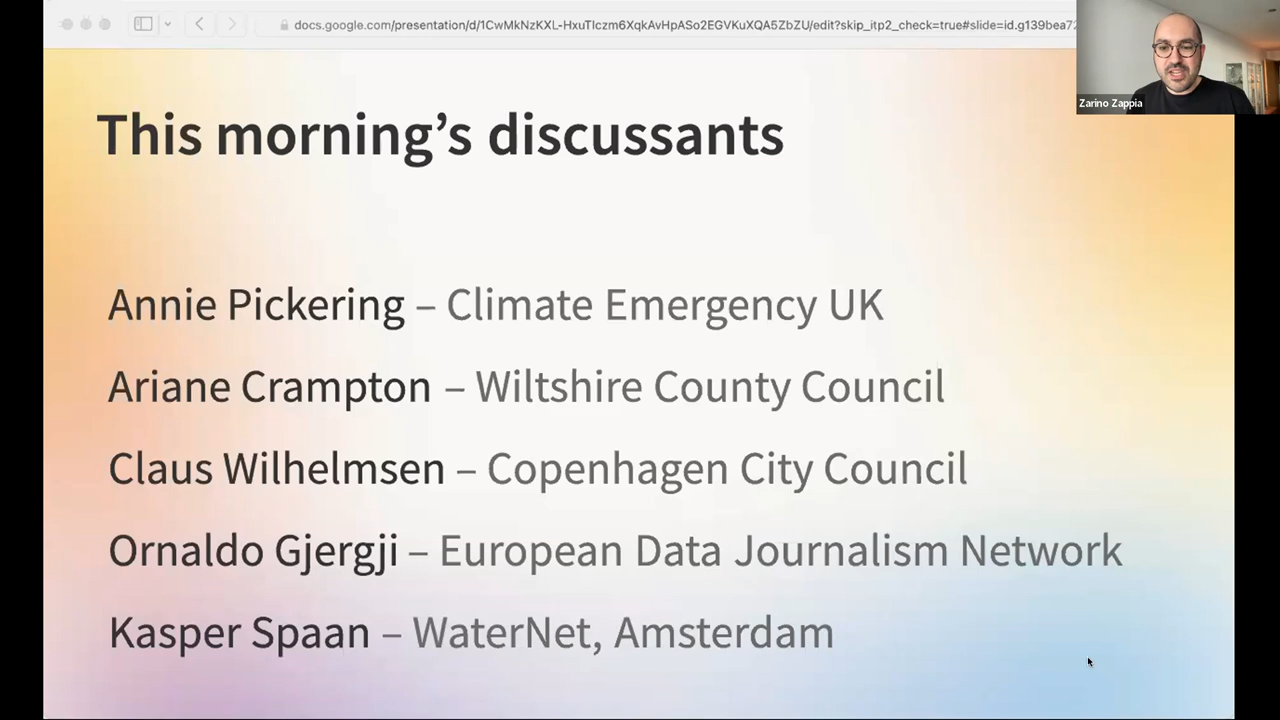 docs.google.com/presentation/d/1CwMkNzKXL-HxuTlczm6XqkAvHpASo2EGVKuXQA5ZbZU/edit?skip_itp2_check=true#slide=id.g139bea7
Zarino Zappia
This morning’s discussants
Annie Pickering – Climate Emergency UK
Ariane Crampton – Wiltshire County Council
Claus Wilhelmsen – Copenhagen City Council
Ornaldo Gjergji – European Data Journalism Network
Kasper Spaan – WaterNet, Amsterdam